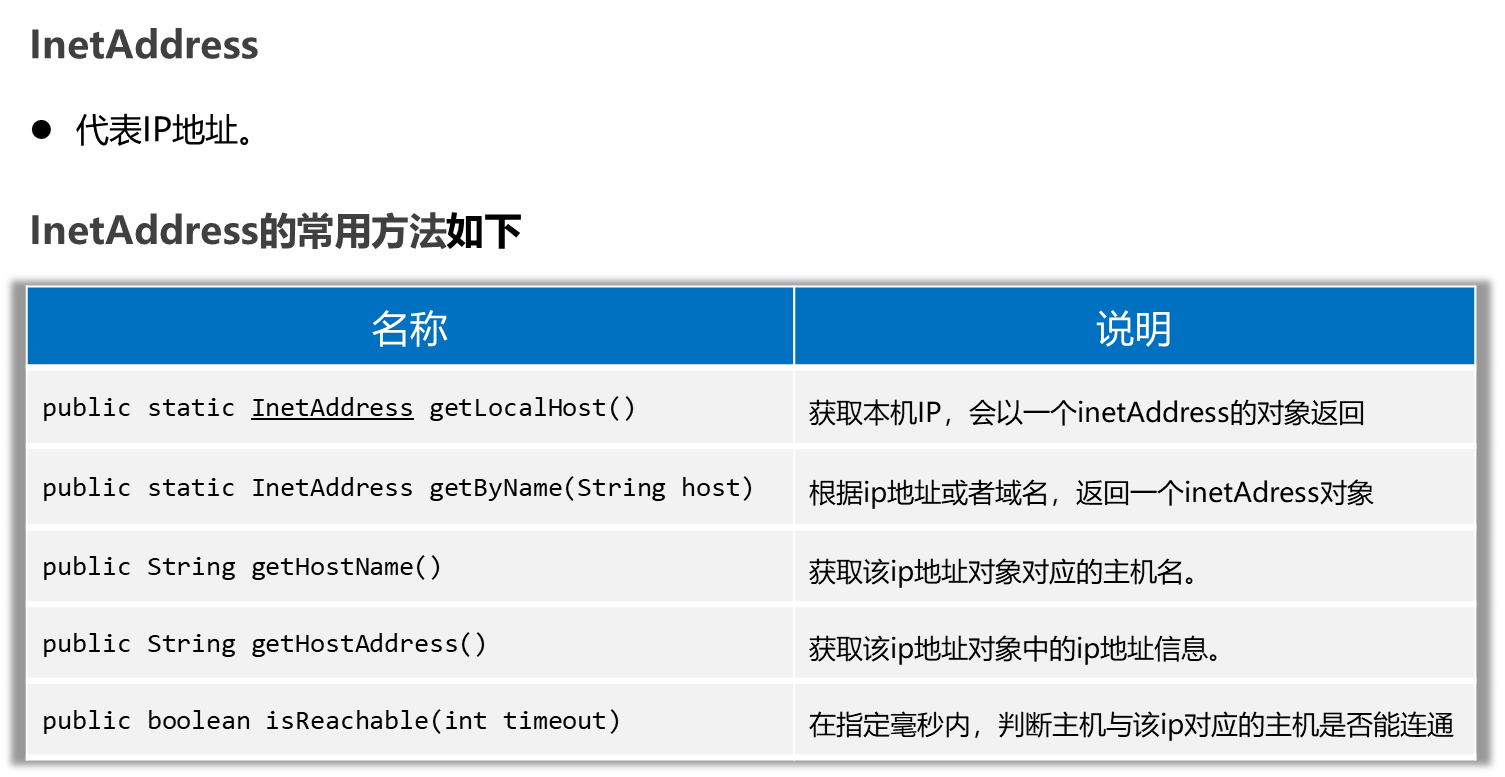 InetAddress
● 代表IP地址。
InetAddress的常用方法如下
名称 说明
public static InetAddress getLocalHost() 获取本机IP，会以一个inetAddress的对象返回
public static InetAddress getByName(String host) 根据ip地址或者域名，返回一个inetAdress对象
public String getHostName() 获取该ip地址对象对应的主机名。
public String getHostAddress() 获取该ip地址对象中的ip地址信息。
public boolean isReachable(int timeout) 在指定毫秒内，判断主机与该ip对应的主机是否能连通